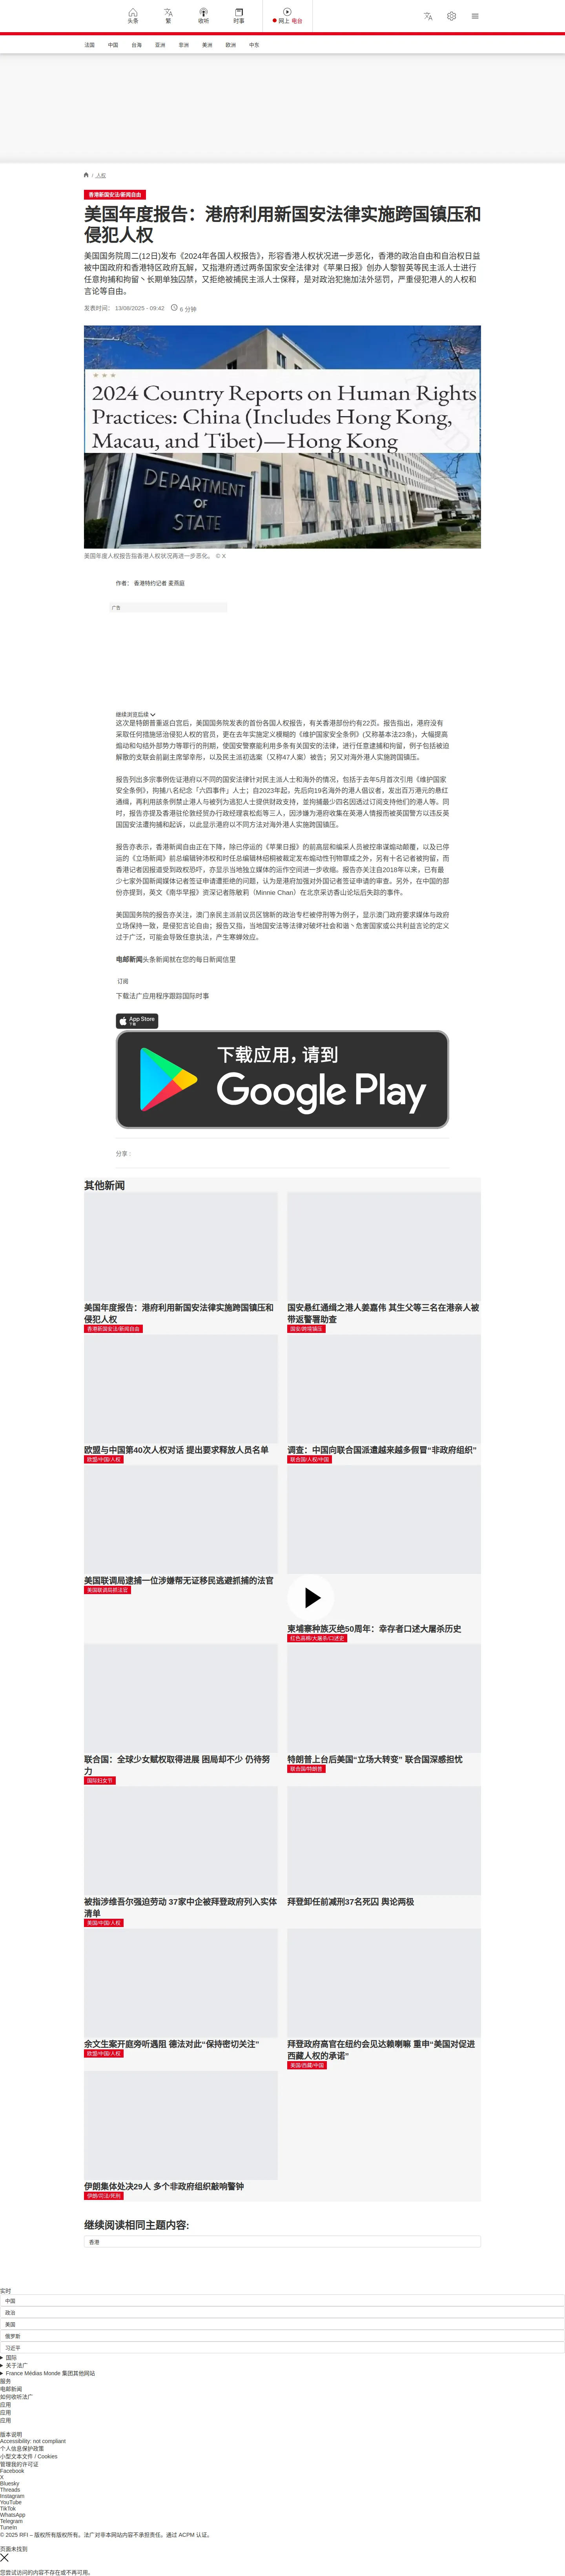 头条
繁
收听
时事
网上 电台
法国
中国
台海
亚洲
非洲
美洲
欧洲
中东
/ 人权
香港新国安法/新闻自由
美国年度报告：港府利用新国安法律实施跨国镇压和
侵犯人权
美国国务院周二(12日)发布《2024年各国人权报告》，形容香港人权状况进一步恶化，香港的政治自由和自治权日益
被中国政府和香港特区政府瓦解，又指港府透过两条国家安全法律对《苹果日报》创办人黎智英等民主派人士进行
任意拘捕和拘留丶长期单独囚禁，又拒绝被捕民主派人士保释，是对政治犯施加法外惩罚，严重侵犯港人的人权和
言论等自由。
发表时间： 13/08/2025 - 09:42
6 分钟
2024 Country Reports on Human Rights
Practices: China (Includes Hong Kong,
Macau, and Tibet)—Hong Kong
DEPARTMENT
OF
STATE
美国年度人权报告指香港人权状况再进一步恶化。 © X
作者： 香港特约记者 麦燕庭
广告
继续浏览后续
这次是特朗普重返白宫后，美国国务院发表的首份各国人权报告，有关香港部份约有22页。报告指出，港府没有
采取任何措施惩治侵犯人权的官员，更在去年实施定义模糊的《维护国家安全条例》(又称基本法23条)，大幅提高
煽动和勾结外部势力等罪行的刑期，使国安警察能利用多条有关国安的法律，进行任意逮捕和拘留，例子包括被迫
解散的支联会前副主席邹幸彤，以及民主派初选案（又称47人案）被告；另又对海外港人实施跨国镇压。
报告列出多宗事例佐证港府以不同的国安法律针对民主派人士和海外的情况，包括于去年5月首次引用《维护国家
安全条例》，拘捕八名纪念「六四事件」人士；自2023年起，先后向19名海外的港人倡议者，发出百万港元的悬红
通缉，再利用该条例禁止港人与被列为逃犯人士提供财政支持，並拘捕最少四名因透过订阅支持他们的港人等。同
时，报告亦提及香港驻伦敦经贸办行政经理袁松彪等三人，因涉嫌为港府收集在英港人情报而被英国警方以违反英
国国安法遭拘捕和起诉，以此显示港府以不同方法对海外港人实施跨国镇压。
报告亦表示，香港新闻自由正在下降，除已停运的《苹果日报》的前高层和编采人员被控串谋煽动颠覆，以及已停
运的《立场新闻》前总编辑钟沛权和时任总编辑林绍桐被裁定发布煽动性刊物罪成之外，另有十名记者被拘留，而
香港记者因报道受到政权恐吓，亦显示当地独立媒体的运作空间进一步收缩。报告亦关注自2018年以来，已有最
少七家外国新闻媒体记者签证申请遭拒绝的问题，认为是港府加强对外国记者签证申请的审查。另外，在中国的部
份亦提到，英文《南华早报》资深记者陈敏莉（Minnie Chan）在北京采访香山论坛后失踪的事件。
美国国务院的报告亦关注，澳门亲民主派前议员区锦新的政治专栏被停刑等为例子，显示澳门政府要求媒体与政府
立场保持一致，是侵犯言论自由；报告又指，当地国安法等法律对破坏社会和谐丶危害国家或公共利益言论的定义
过于广泛，可能会导致任意执法，产生寒蝉效应。
电邮新闻头条新闻就在您的每日新闻信里
订阅
下载法广应用程序跟踪国际时事
App Store
下载
下载应用，请到
Google Play
分享 :
其他新闻
美国年度报告：港府利用新国安法律实施跨国镇压和
侵犯人权
香港新国安法/新闻自由
国安悬红通缉之港人姜嘉伟 其生父等三名在港亲人被
带返警署助查
国安/跨境镇压
欧盟与中国第40次人权对话 提出要求释放人员名单
欧盟/中国/人权
调查：中国向联合国派遣越来越多假冒“非政府组织”
联合国/人权/中国
美国联调局逮捕一位涉嫌帮无证移民逃避抓捕的法官
美国联调局抓法官
柬埔寨种族灭绝50周年：幸存者口述大屠杀历史
红色高棉/大屠杀/口述史
联合国：全球少女赋权取得进展 困局却不少 仍待努
力
国际妇女节
特朗普上台后美国“立场大转变” 联合国深感担忧
联合国/特朗普
被指涉维吾尔强迫劳动 37家中企被拜登政府列入实体
清单
美国/中国/人权
拜登卸任前减刑37名死囚 舆论两极
余文生案开庭旁听遇阻 德法对此“保持密切关注”
欧盟/中国/人权
拜登政府高官在纽约会见达赖喇嘛 重申“美国对促进
西藏人权的承诺”
美国/西藏/中国
伊朗集体处决29人 多个非政府组织敲响警钟
伊朗/司法/死刑
继续阅读相同主题内容:
香港
实时
中国
政治
美国
俄罗斯
习近平
国际
关于法广
France Médias Monde 集团其他网站
服务
电邮新闻
如何收听法广
应用
应用
应用
版本说明
Accessibility: not compliant
个人信息保护政策
小型文本文件 / Cookies
管理我的许可证
Facebook
X
Bluesky
Threads
Instagram
YouTube
TikTok
WhatsApp
Telegram
TuneIn
© 2025 RFI – 版权所有版权所有。法广对非本网站内容不承担责任。通过 ACPM 认证。
页面未找到
您尝试访问的内容不存在或不再可用。